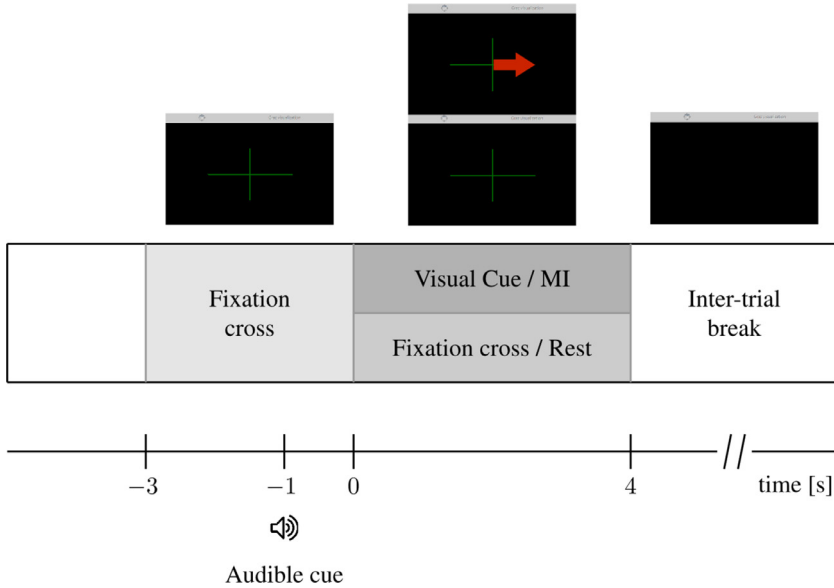 Fixation
cross
Visual Cue / MI
Fixation cross / Rest
Inter-trial
break
−3
−1
0
4
time [s]
Audible cue